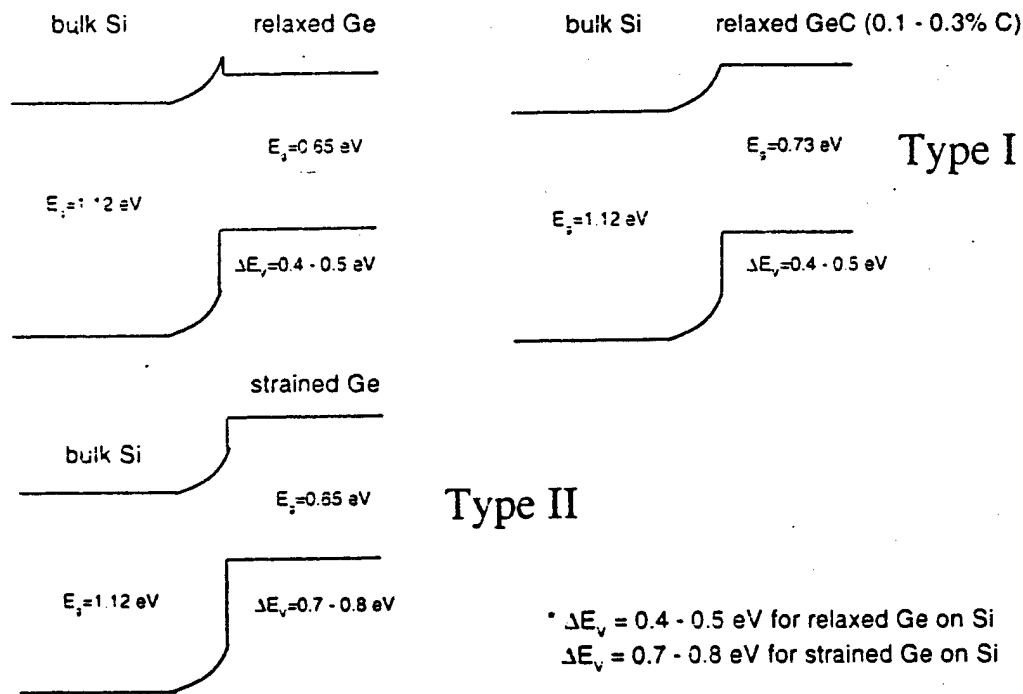 bulk Si
relaxed Ge
E_g=0.65 eV
E_g=1.12 eV
ΔE_v=0.4 - 0.5 eV
bulk Si
relaxed GeC (0.1 - 0.3% C)
E_g=0.73 eV
Type I
E_g=1.12 eV
ΔE_v=0.4 - 0.5 eV
strained Ge
bulk Si
E_g=0.65 eV
Type II
E_g=1.12 eV
ΔE_v=0.7 - 0.8 eV
* ΔE_v = 0.4 - 0.5 eV for relaxed Ge on Si
ΔE_v = 0.7 - 0.8 eV for strained Ge on Si